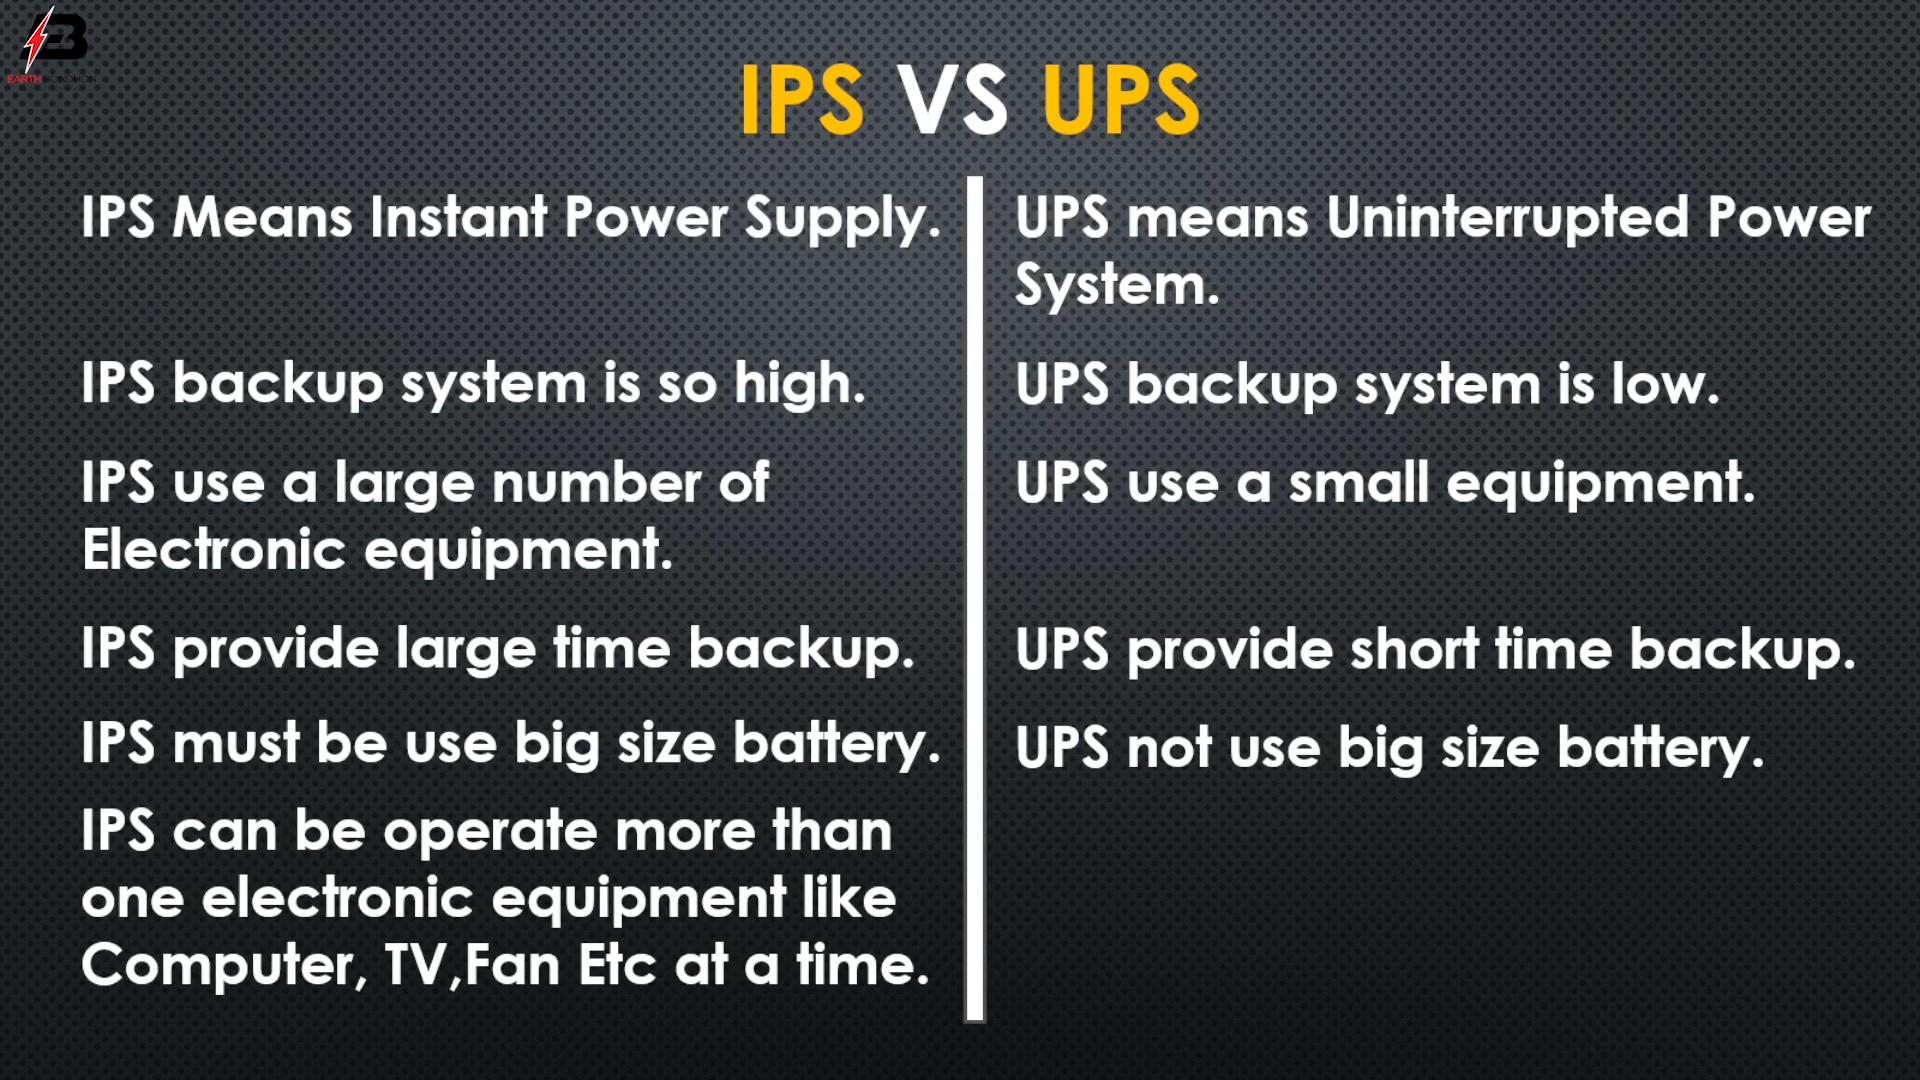 EARTH BONDHON
IPS VS UPS
IPS Means Instant Power Supply.
IPS backup system is so high.
IPS use a large number of
Electronic equipment.
IPS provide large time backup.
IPS must be use big size battery.
IPS can be operate more than
one electronic equipment like
Computer, TV,Fan Etc at a time.
UPS means Uninterrupted Power
System.
UPS backup system is low.
UPS use a small equipment.
UPS provide short time backup.
UPS not use big size battery.